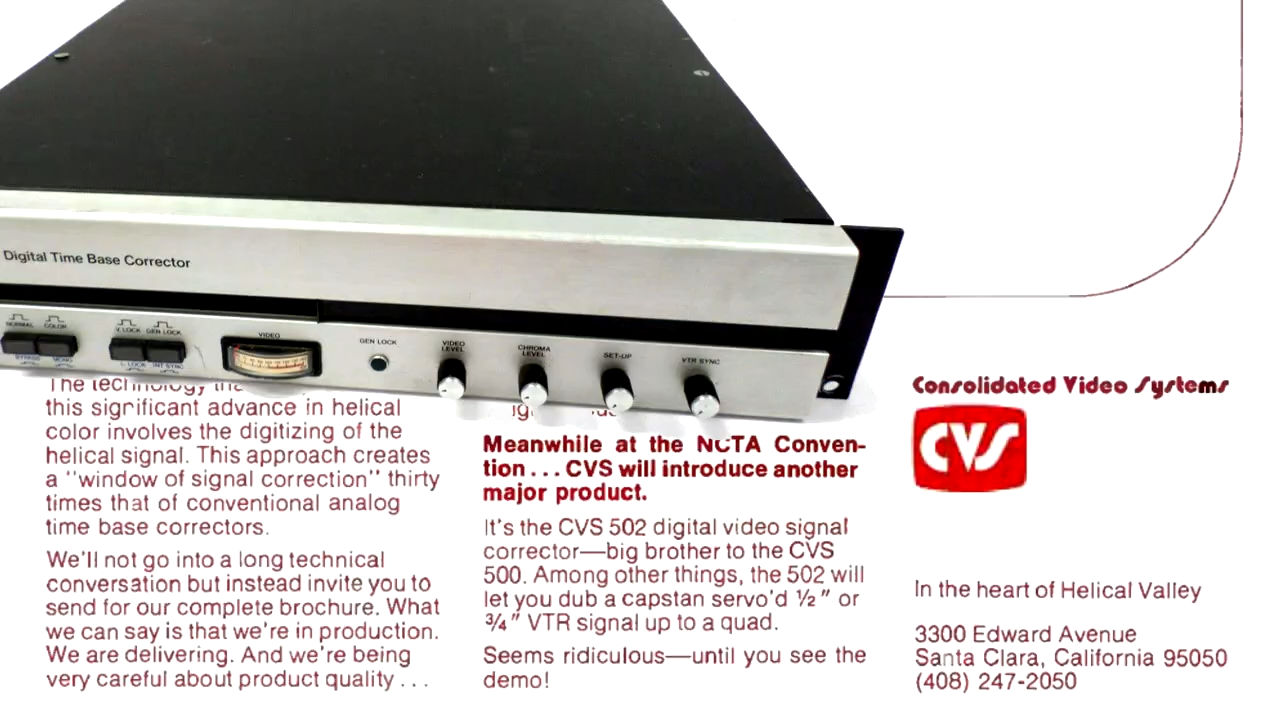 Digital Time Base Corrector
NORMAL COLOR
BYPASS MONO
V. LOCK GEN LOCK
L. LOCK INT SYNC
VIDEO
GEN LOCK
VIDEO
LEVEL
CHROMA
LEVEL
SET-UP
VTR SYNC
The technology
this significant advance in helical
color involves the digitizing of the
helical signal. This approach creates
a "window of signal correction" thirty
times that of conventional analog
time base correctors.
We'll not go into a long technical
conversation but instead invite you to
send for our complete brochure. What
we can say is that we're in production.
We are delivering. And we're being
very careful about product quality . . .
Meanwhile at the NCTA Conven-
tion . . . CVS will introduce another
major product.
It's the CVS 502 digital video signal
corrector—big brother to the CVS
500. Among other things, the 502 will
let you dub a capstan servo'd ½" or
¾" VTR signal up to a quad.
Seems ridiculous—until you see the
demo!
Consolidated Video Systems
CVS
In the heart of Helical Valley
3300 Edward Avenue
Santa Clara, California 95050
(408) 247-2050